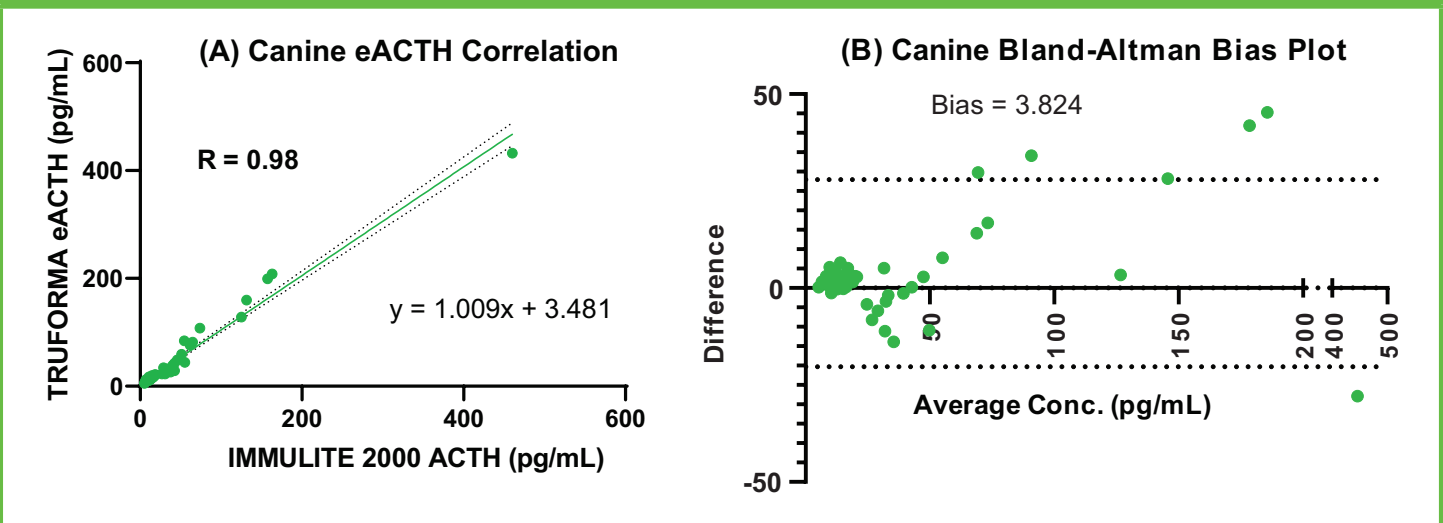 (A) Canine eACTH Correlation
TRUFORMA eACTH (pg/mL)
600
400
200
0
R = 0.98
y = 1.009x + 3.481
0 200 400 600
IMMULITE 2000 ACTH (pg/mL)
(B) Canine Bland-Altman Bias Plot
Bias = 3.824
Difference
50
0
-50
50 100 150 200 400 500
Average Conc. (pg/mL)